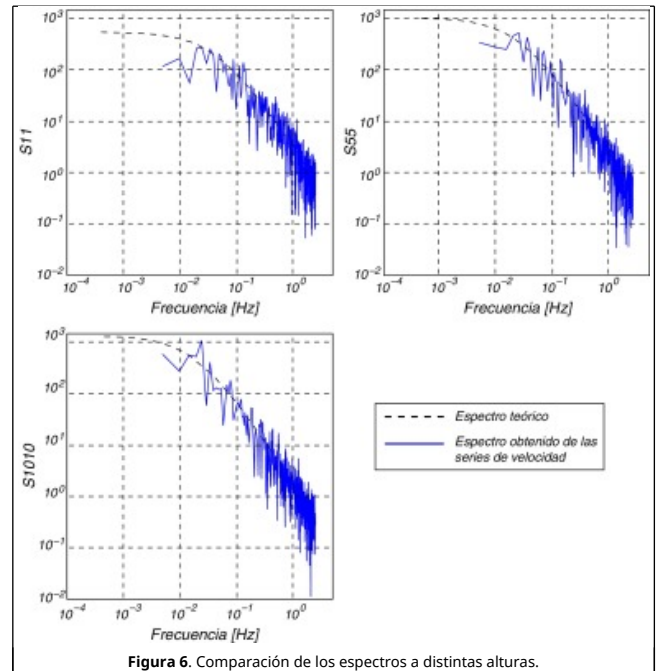 10³
10²
10¹
10⁰
10⁻¹
10⁻²
S11
10⁻⁴ 10⁻³ 10⁻² 10⁻¹ 10⁰
Frecuencia [Hz]
10³
10²
10¹
10⁰
10⁻¹
10⁻²
S55
10⁻⁴ 10⁻³ 10⁻² 10⁻¹ 10⁰
Frecuencia [Hz]
10³
10²
10¹
10⁰
10⁻¹
10⁻²
S1010
10⁻⁴ 10⁻³ 10⁻² 10⁻¹ 10⁰
Frecuencia [Hz]
Espectro teórico
Espectro obtenido de las
series de velocidad
Figura 6. Comparación de los espectros a distintas alturas.